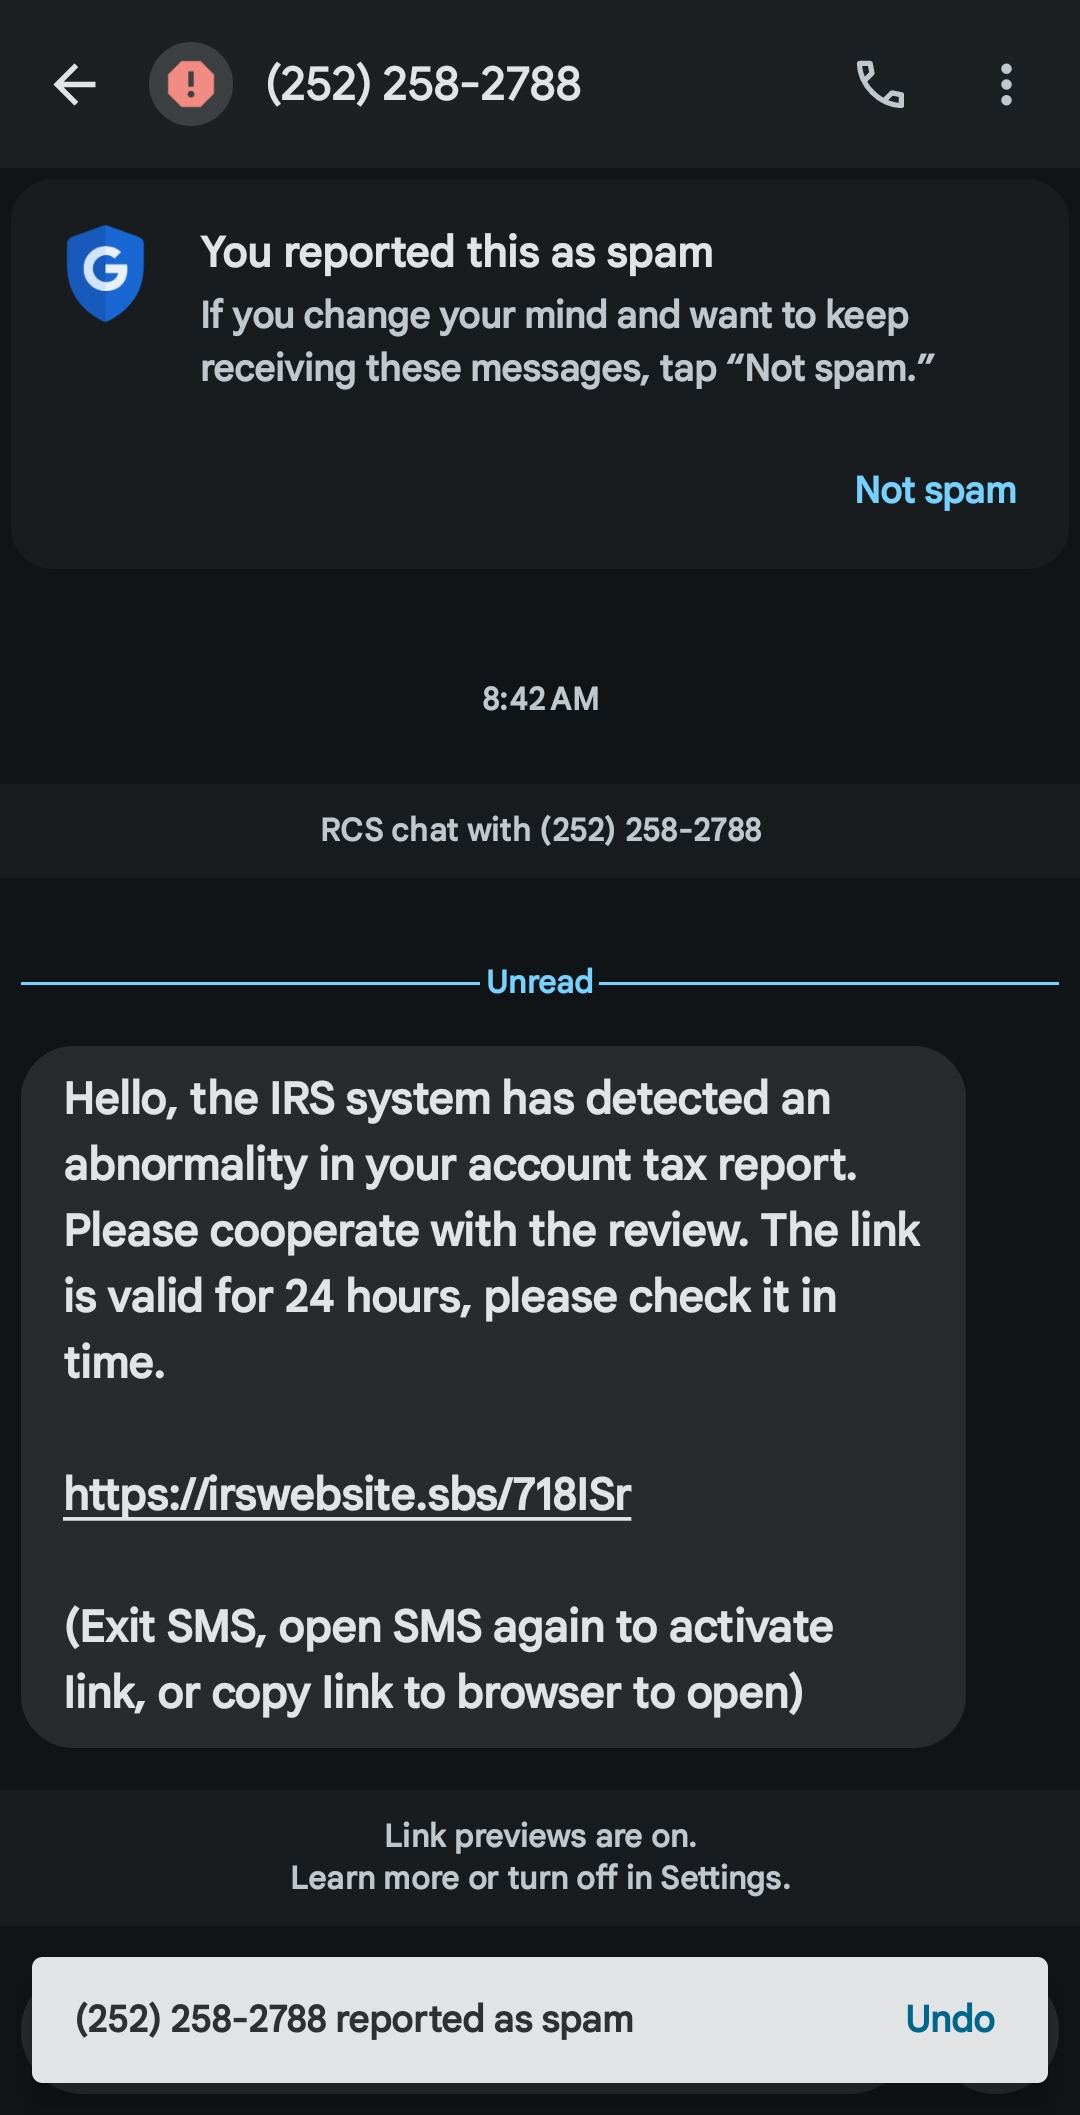 (252) 258-2788
You reported this as spam
If you change your mind and want to keep
receiving these messages, tap “Not spam.”
Not spam
8:42 AM
RCS chat with (252) 258-2788
Unread
Hello, the IRS system has detected an
abnormality in your account tax report.
Please cooperate with the review. The link
is valid for 24 hours, please check it in
time.
https://irswebsite.sbs/718ISr
(Exit SMS, open SMS again to activate
link, or copy link to browser to open)
Link previews are on.
Learn more or turn off in Settings.
(252) 258-2788 reported as spam
Undo